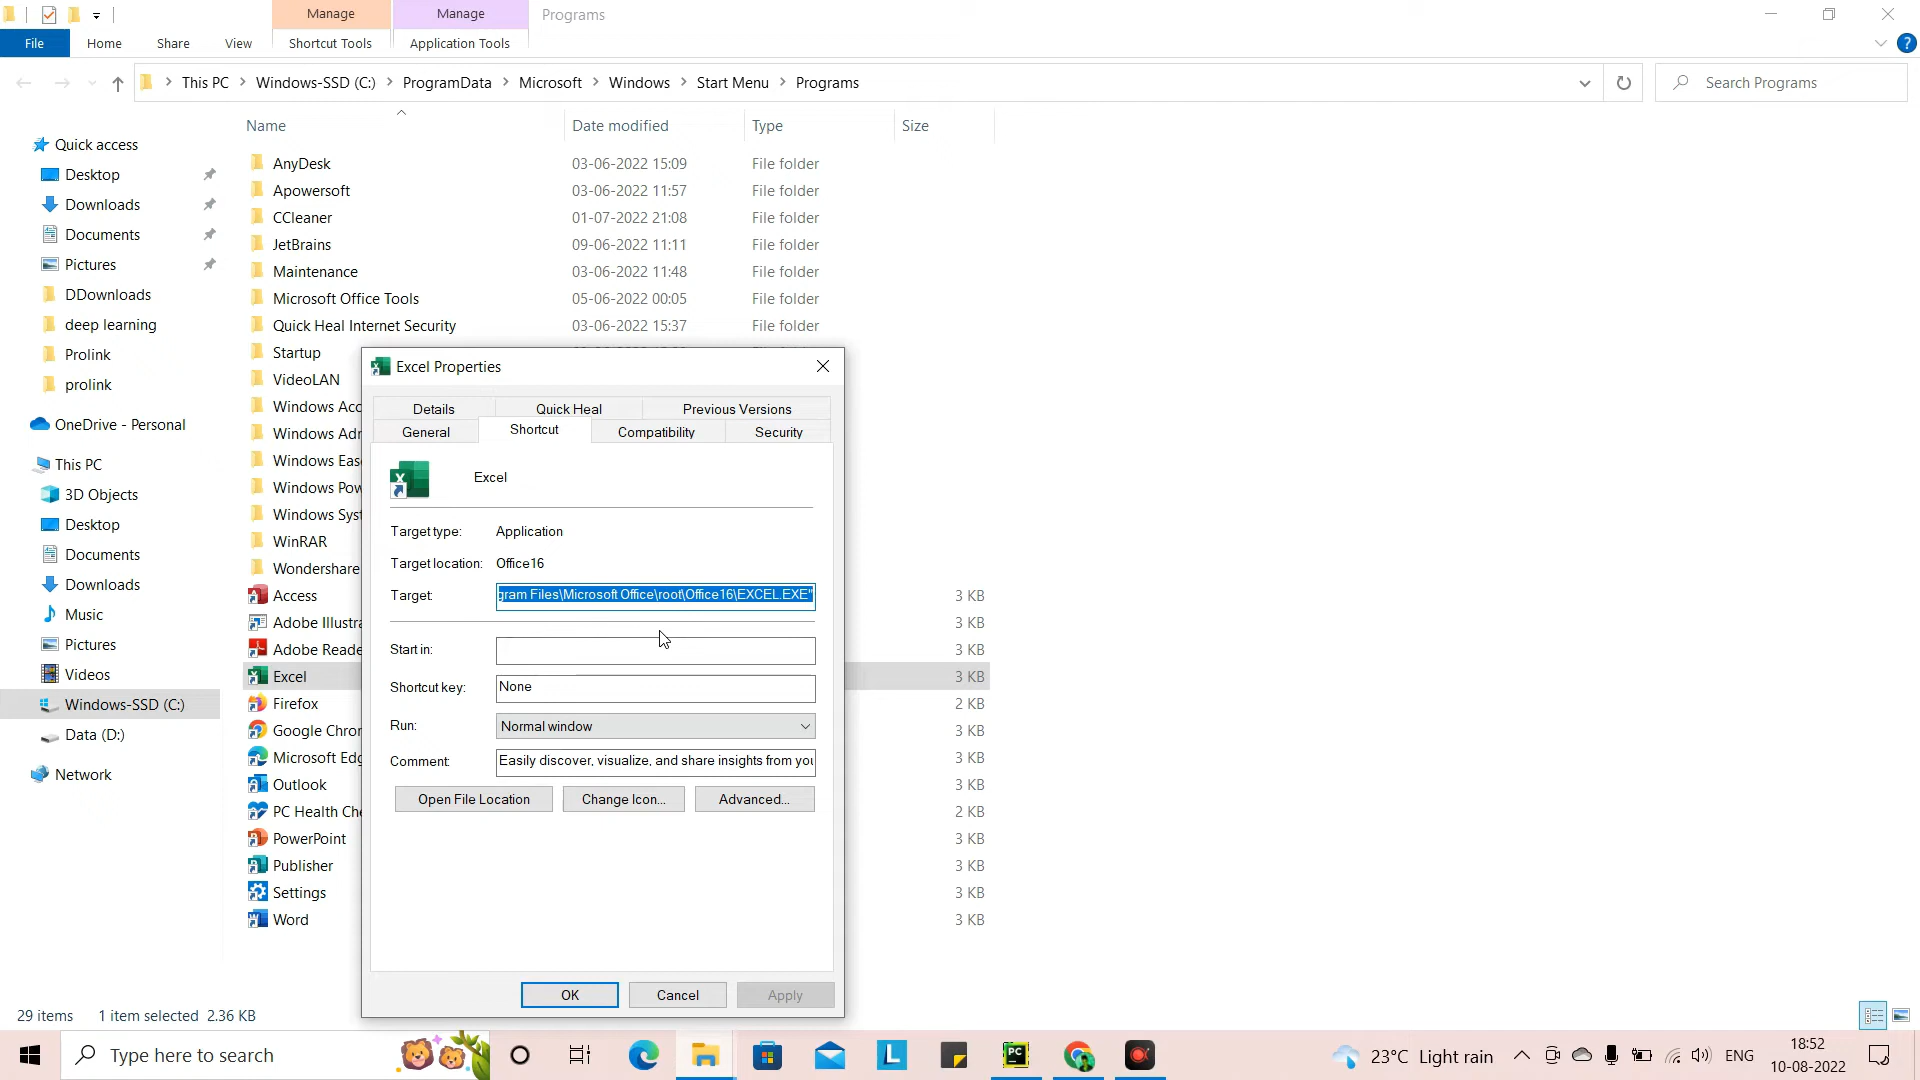 Manage
Manage
Programs
File
Home
Share
View
Shortcut Tools
Application Tools
This PC
Windows-SSD (C:)
ProgramData
Microsoft
Windows
Start Menu
Programs
Search Programs
Name
Date modified
Type
Size
Quick access
Desktop
Downloads
Documents
Pictures
DDownloads
deep learning
Prolink
prolink
OneDrive - Personal
This PC
3D Objects
Desktop
Documents
Downloads
Music
Pictures
Videos
Windows-SSD (C:)
Data (D:)
Network
AnyDesk 03-06-2022 15:09 File folder
Apowersoft 03-06-2022 11:57 File folder
CCleaner 01-07-2022 21:08 File folder
JetBrains 09-06-2022 11:11 File folder
Maintenance 03-06-2022 11:48 File folder
Microsoft Office Tools 05-06-2022 00:05 File folder
Quick Heal Internet Security 03-06-2022 15:37 File folder
Startup
VideoLAN
Windows Acc
Windows Adr
Windows Eas
Windows Pow
Windows Syst
WinRAR
Wondershare
Access 3 KB
Adobe Illustra 3 KB
Adobe Reade 3 KB
Excel 3 KB
Firefox 2 KB
Google Chror 3 KB
Microsoft Edg 3 KB
Outlook 3 KB
PC Health Che 2 KB
PowerPoint 3 KB
Publisher 3 KB
Settings 3 KB
Word 3 KB
Excel Properties
Details
Quick Heal
Previous Versions
General
Shortcut
Compatibility
Security
Excel
Target type: Application
Target location: Office16
Target: gram Files\Microsoft Office\root\Office16\EXCEL.EXE"
Start in:
Shortcut key: None
Run: Normal window
Comment: Easily discover, visualize, and share insights from you
Open File Location
Change Icon...
Advanced...
OK
Cancel
Apply
29 items
1 item selected 2.36 KB
Type here to search
L
PC
23°C Light rain
ENG
18:52
10-08-2022